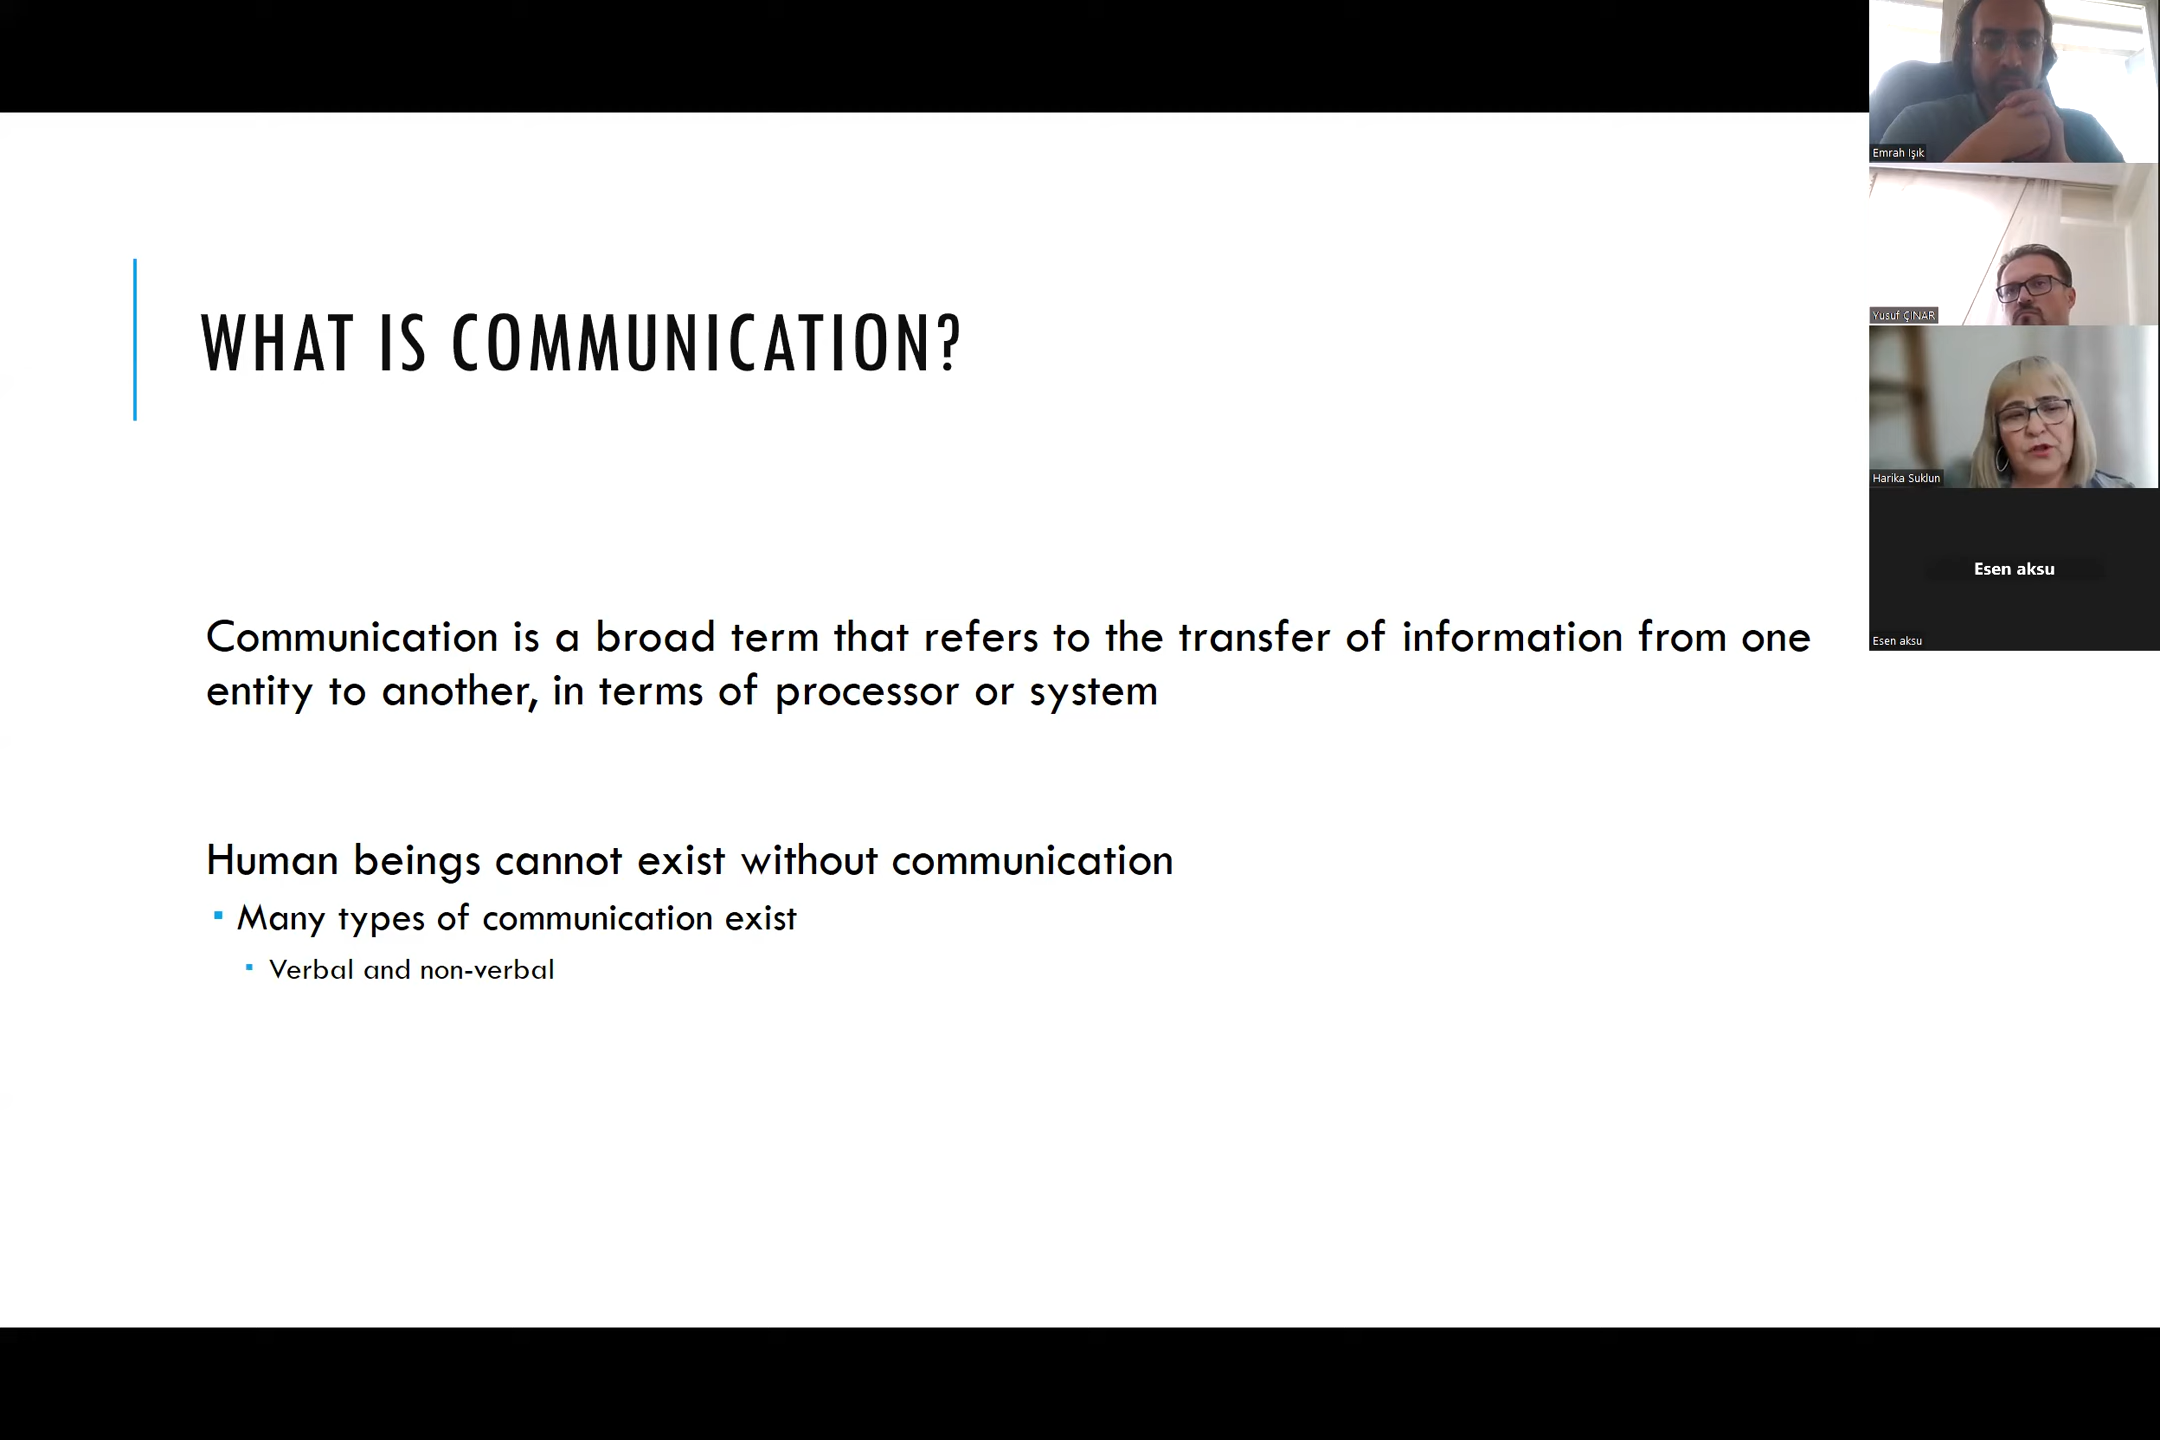 WHAT IS COMMUNICATION?
Communication is a broad term that refers to the transfer of information from one
entity to another, in terms of processor or system
Human beings cannot exist without communication
▪ Many types of communication exist
▪ Verbal and non-verbal
Emrah Işık
Yusuf ÇINAR
Harika Suklun
Esen aksu
Esen aksu